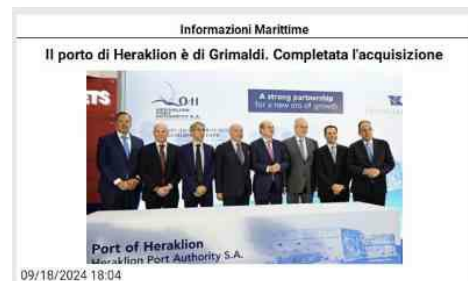 Informazioni Marittime
Il porto di Heraklion è di Grimaldi. Completata l'acquisizione
A strong partnership
for a new era of growth
Port of Heraklion
Heraklion Port Authority S.A.
09/18/2024 18:04